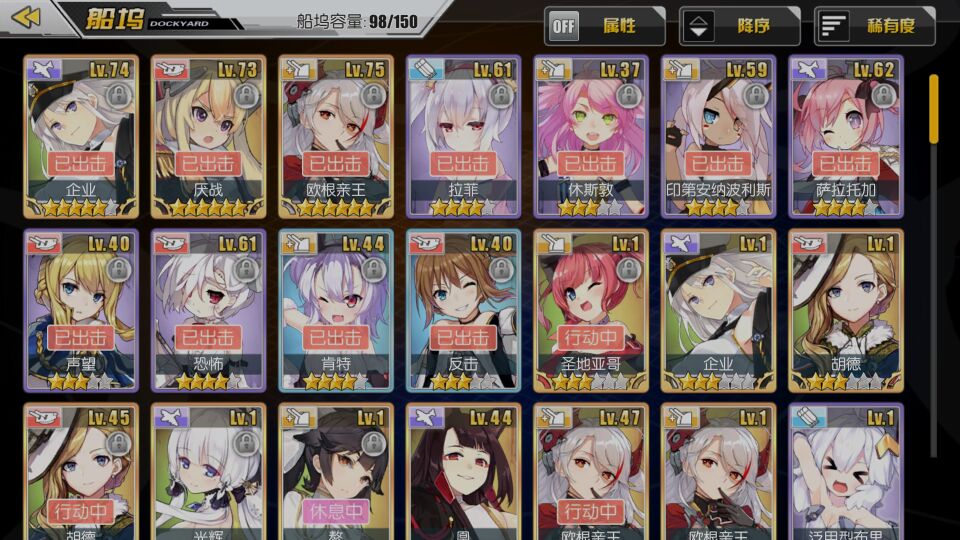 船坞 DOCKYARD 船坞容量: 98/150 OFF 属性 降序 稀有度
Lv.74 Lv.73 Lv.75 Lv.61 Lv.37 Lv.59 Lv.62
已出击 已出击 已出击 已出击 已出击 已出击 已出击
企业 厌战 欧根亲王 拉菲 休斯敦 印第安纳波利斯 萨拉托加
Lv.40 Lv.61 Lv.44 Lv.40 Lv.1 Lv.1 Lv.1
已出击 已出击 已出击 已出击 行动中
声望 恐怖 肯特 反击 圣地亚哥 企业 胡德
Lv.45 Lv.1 Lv.1 Lv.44 Lv.47 Lv.1 Lv.1
行动中 休息中 行动中
胡德 光辉 欧根亲王 欧根亲王 泛用型布里